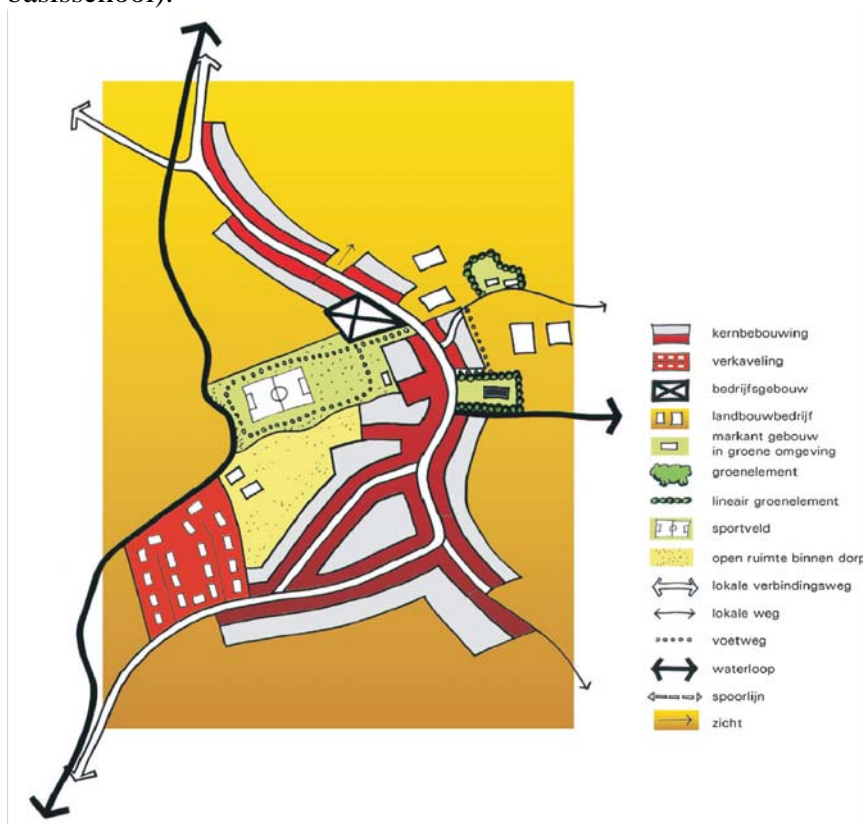 basisschool).
kernbebouwing
verkaveling
bedrijfsgebouw
landbouwbedrijf
markant gebouw
in groene omgeving
groenelement
lineair groenelement
sportveld
open ruimte binnen dorp
lokale verbindingsweg
lokale weg
voetweg
waterloop
spoorlijn
zicht